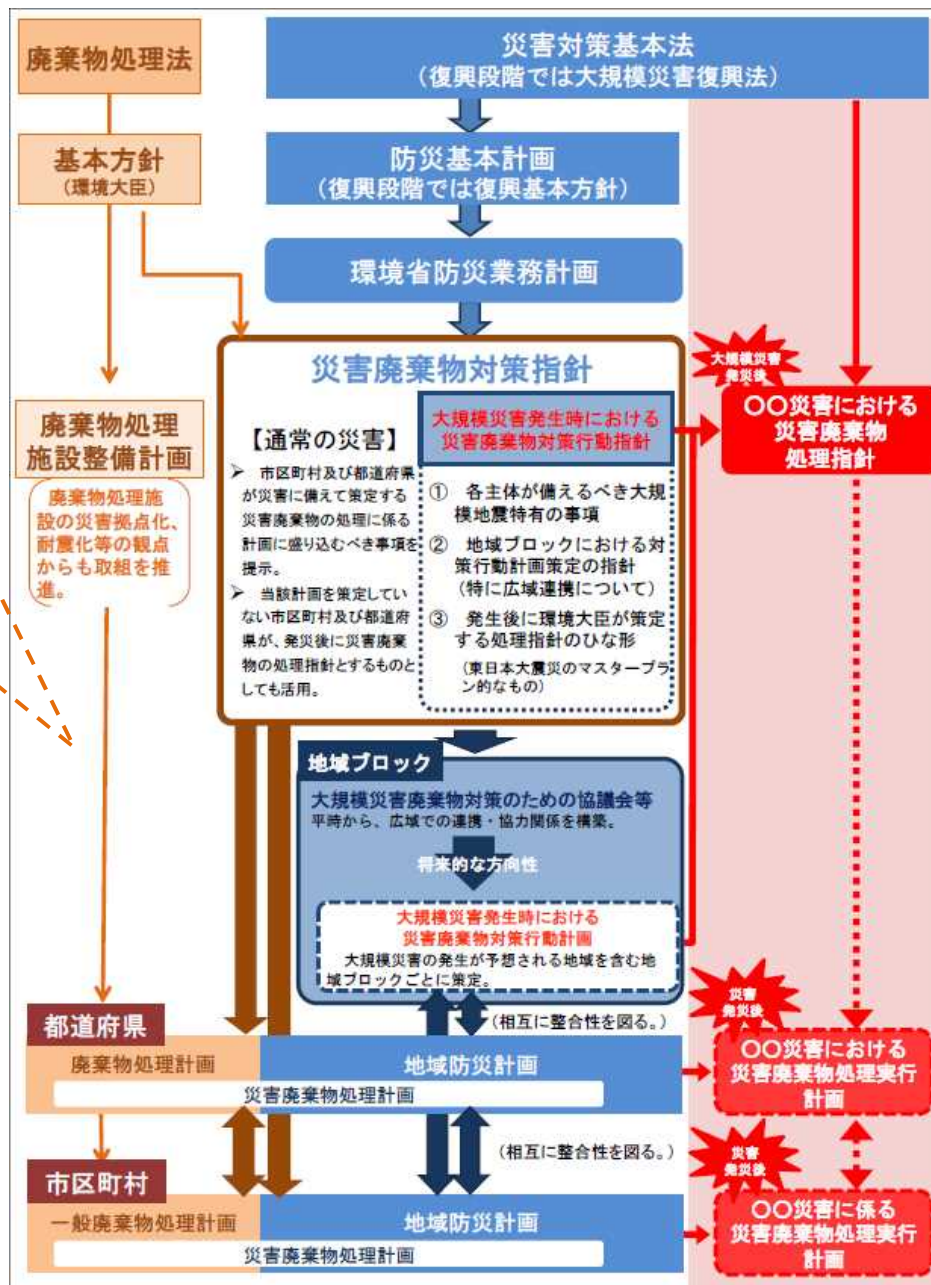 廃棄物処理法
災害対策基本法
(復興段階では大規模災害復興法)
基本方針
(環境大臣)
防災基本計画
(復興段階では復興基本方針)
環境省防災業務計画
災害廃棄物対策指針
【通常の災害】
➢ 市区町村及び都道府県
が災害に備えて策定する
災害廃棄物の処理に係る
計画に盛り込むべき事項を
提示。
➢ 当該計画を策定してい
ない市区町村及び都道府
県が、発災後に災害廃棄
物の処理指針とするものと
しても活用。
大規模災害発生時における
災害廃棄物対策行動指針
① 各主体が備えるべき大規
模地震特有の事項
② 地域ブロックにおける対
策行動計画策定の指針
(特に広域連携について)
③ 発生後に環境大臣が策定
する処理指針のひな形
(東日本大震災のマスタープラ
ン的なもの)
大規模災害
発災後
〇〇災害における
災害廃棄物
処理指針
廃棄物処理
施設整備計画
廃棄物処理施
設の災害拠点化、
耐震化等の観点
からも取組を推
進。
地域ブロック
大規模災害廃棄物対策のための協議会等
平時から、広域での連携・協力関係を構築。
将来的な方向性
大規模災害発生時における
災害廃棄物対策行動計画
大規模災害の発生が予想される地域を含む地
域ブロックごとに策定。
(相互に整合性を図る。)
災害
発災後
都道府県
廃棄物処理計画
地域防災計画
災害廃棄物処理計画
〇〇災害における
災害廃棄物処理実行
計画
(相互に整合性を図る。)
災害
発災後
市区町村
一般廃棄物処理計画
地域防災計画
災害廃棄物処理計画
〇〇災害に係る
災害廃棄物処理実行
計画